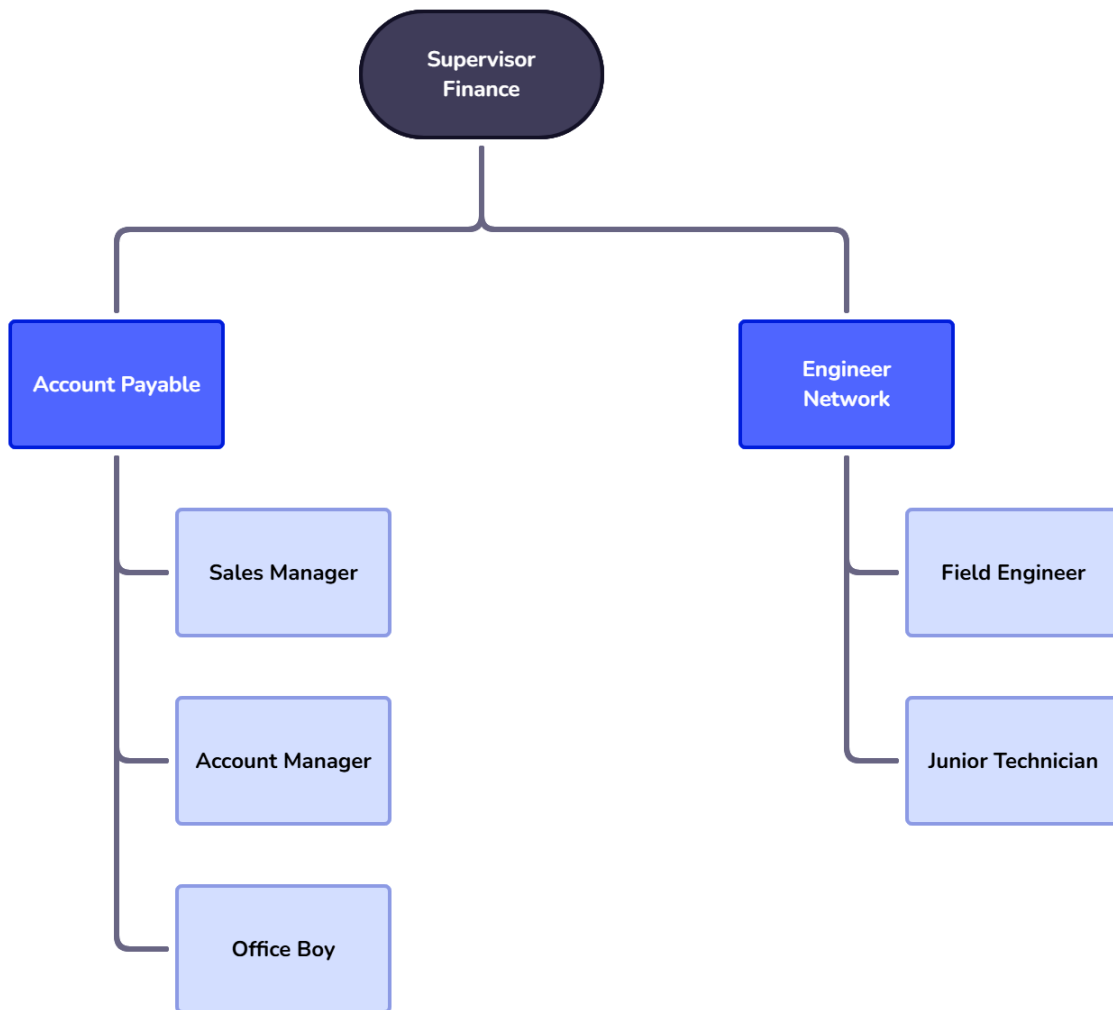 Supervisor
Finance
Account Payable
Engineer
Network
Sales Manager
Field Engineer
Account Manager
Junior Technician
Office Boy